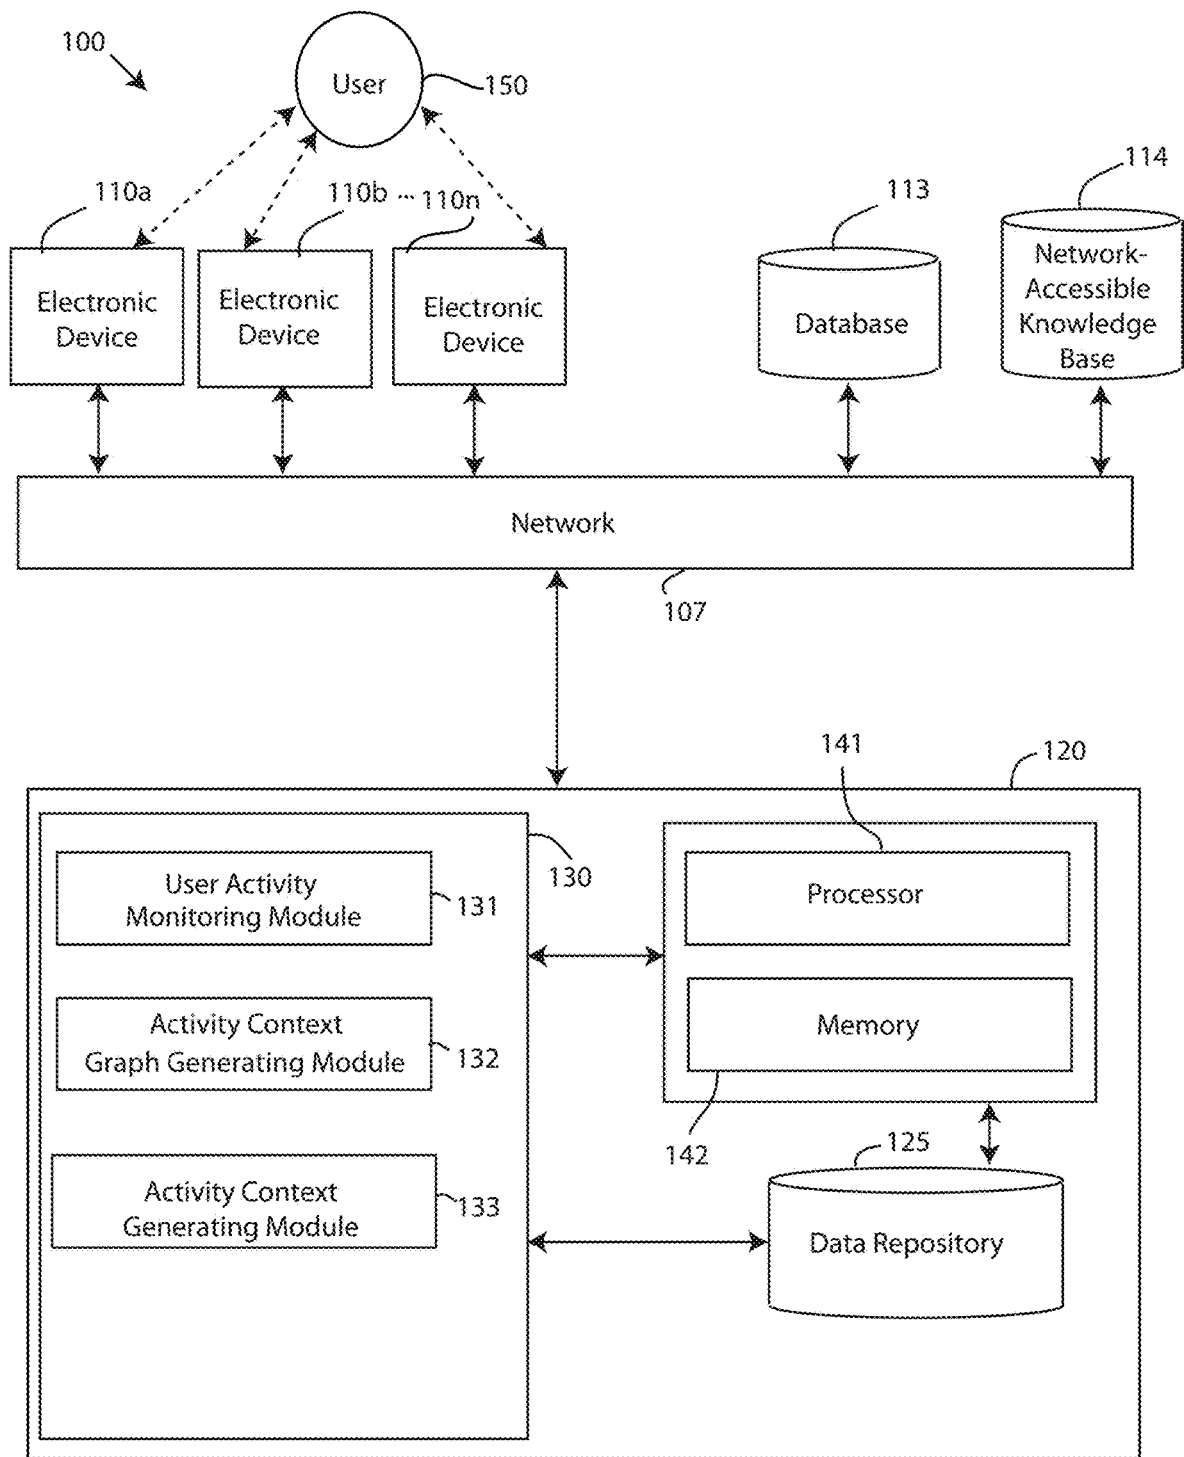 100
User
150
110a
110b ... 110n
113
114
Electronic
Device
Electronic
Device
Electronic
Device
Database
Network-
Accessible
Knowledge
Base
Network
107
141
120
130
User Activity
Monitoring Module
131
Processor
Activity Context
Graph Generating Module
132
Memory
142
125
Activity Context
Generating Module
133
Data Repository